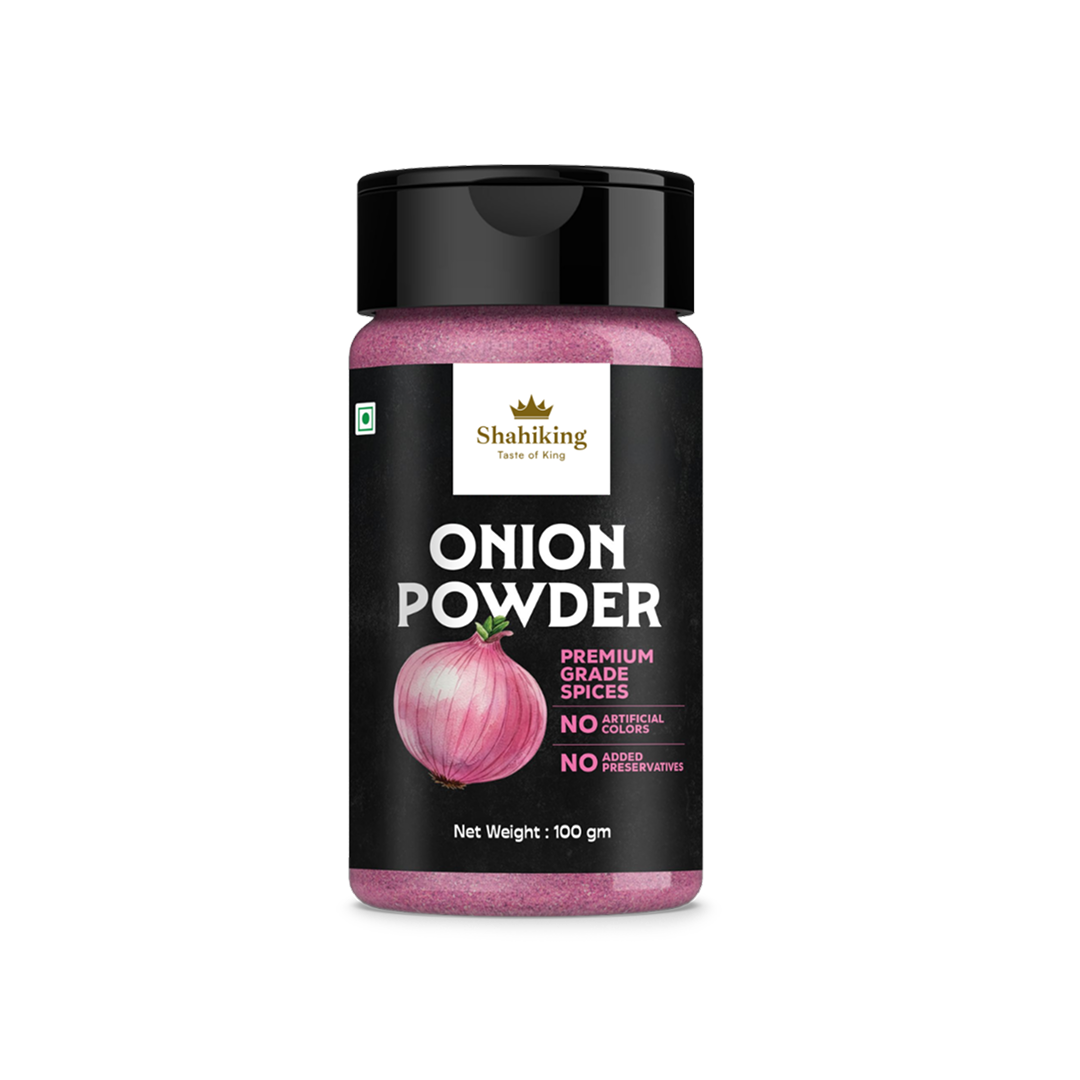 Shahiking
Taste of King
ONION
POWDER
PREMIUM
GRADE
SPICES
NO ARTIFICIAL
COLORS
NO ADDED
PRESERVATIVES
Net Weight : 100 gm